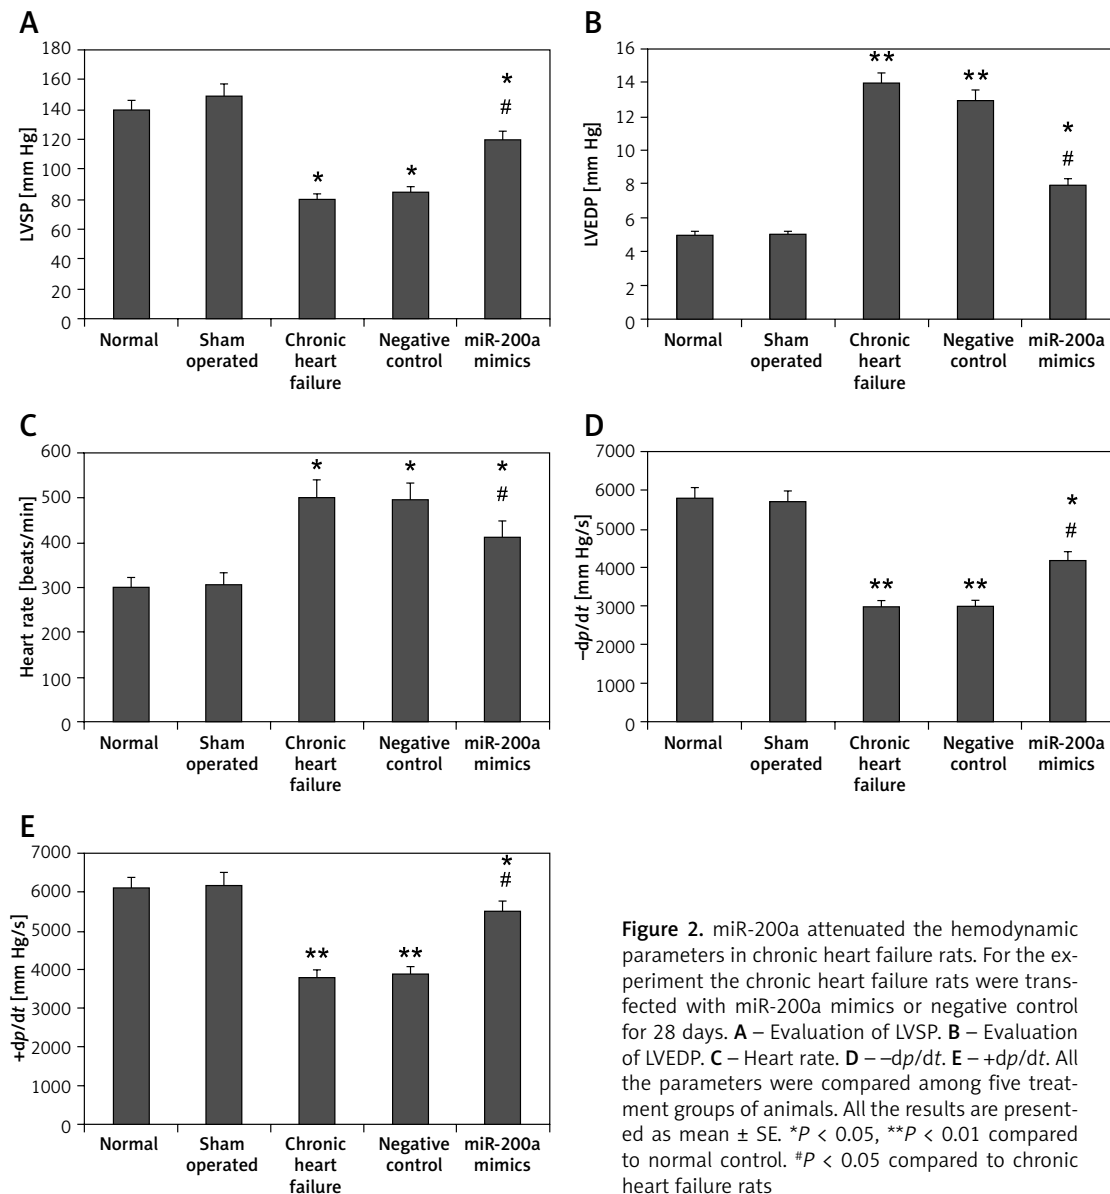 A
180
160
140
120
100
80
60
40
20
0
LVSP [mm Hg]
*
*
*
#
Normal
Sham
operated
Chronic
heart
failure
Negative
control
miR-200a
mimics
B
16
14
12
10
8
6
4
2
0
LVEDP [mm Hg]
**
**
*
#
Normal
Sham
operated
Chronic
heart
failure
Negative
control
miR-200a
mimics
C
600
500
400
300
200
100
0
Heart rate [beats/min]
*
*
*
#
Normal
Sham
operated
Chronic
heart
failure
Negative
control
miR-200a
mimics
D
7000
6000
5000
4000
3000
2000
1000
0
–dp/dt [mm Hg/s]
**
**
*
#
Normal
Sham
operated
Chronic
heart
failure
Negative
control
miR-200a
mimics
E
7000
6000
5000
4000
3000
2000
1000
0
+dp/dt [mm Hg/s]
**
**
*
#
Normal
Sham
operated
Chronic
heart
failure
Negative
control
miR-200a
mimics
Figure 2. miR-200a attenuated the hemodynamic
parameters in chronic heart failure rats. For the ex-
periment the chronic heart failure rats were trans-
fected with miR-200a mimics or negative control
for 28 days. A – Evaluation of LVSP. B – Evaluation
of LVEDP. C – Heart rate. D – –dp/dt. E – +dp/dt. All
the parameters were compared among five treat-
ment groups of animals. All the results are present-
ed as mean ± SE. *P < 0.05, **P < 0.01 compared
to normal control. #P < 0.05 compared to chronic
heart failure rats